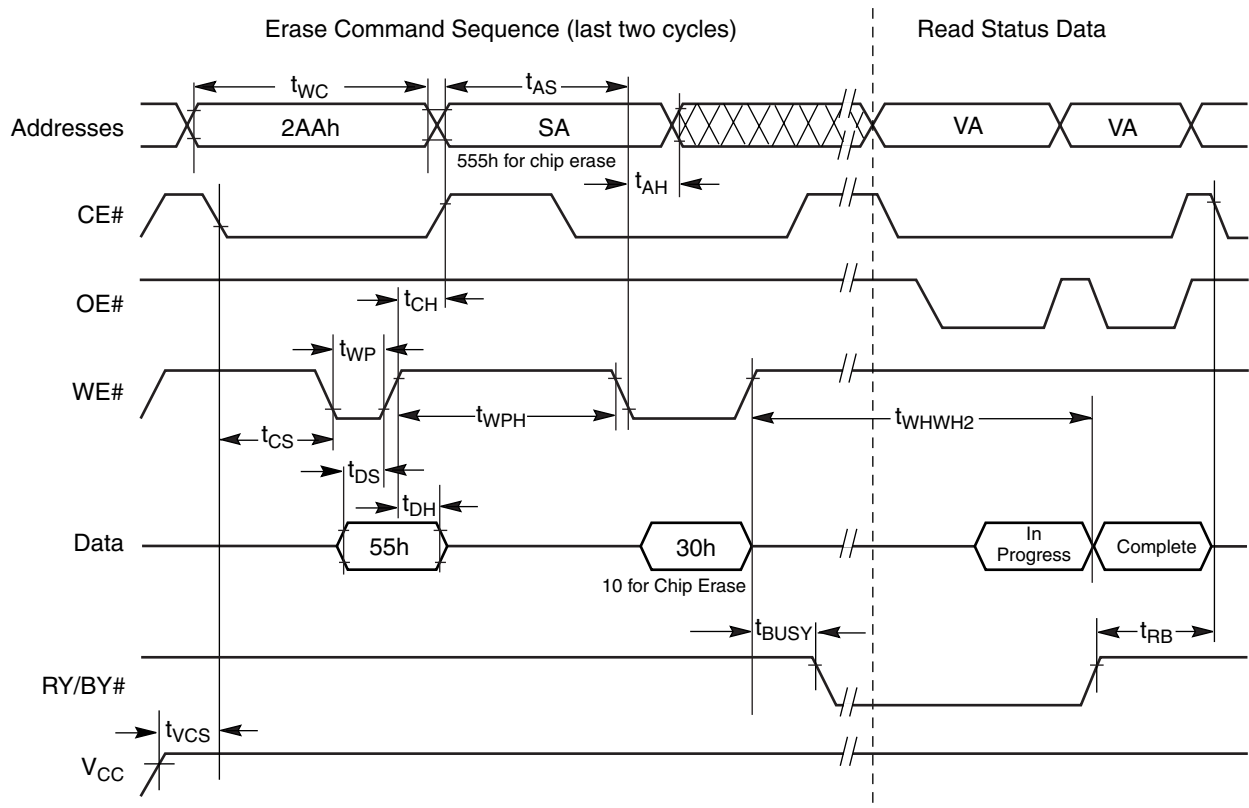 Erase Command Sequence (last two cycles)
Read Status Data
tWC
tAS
Addresses
2AAh
SA
VA
VA
555h for chip erase
tAH
CE#
OE#
tCH
tWP
WE#
tWPH
tWHWH2
tCS
tDS
tDH
Data
55h
30h
In
Progress
Complete
10 for Chip Erase
tBUSY
tRB
RY/BY#
tVCS
VCC